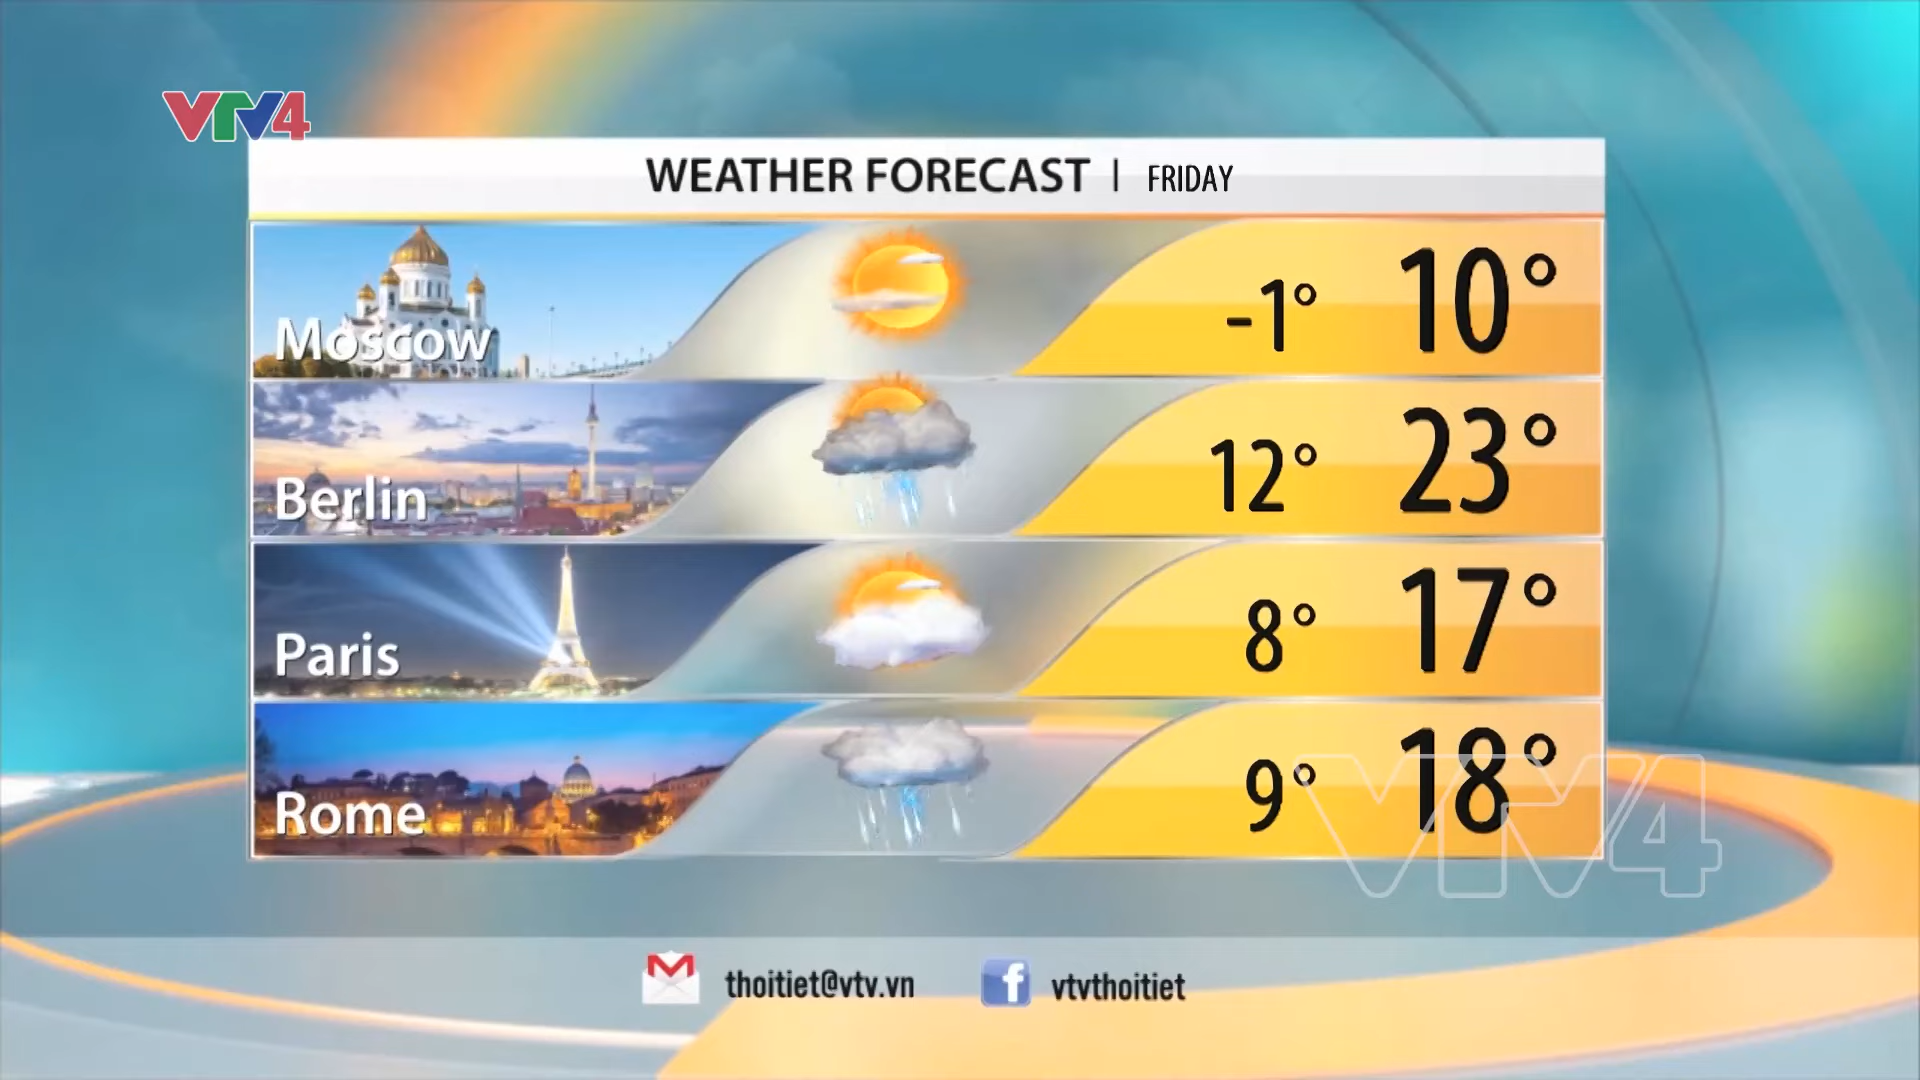 VTV4
WEATHER FORECAST | FRIDAY
Moscow -1° 10°
Berlin 12° 23°
Paris 8° 17°
Rome 9° 18°
VTV4
thoitiet@vtv.vn vtvthoitiet